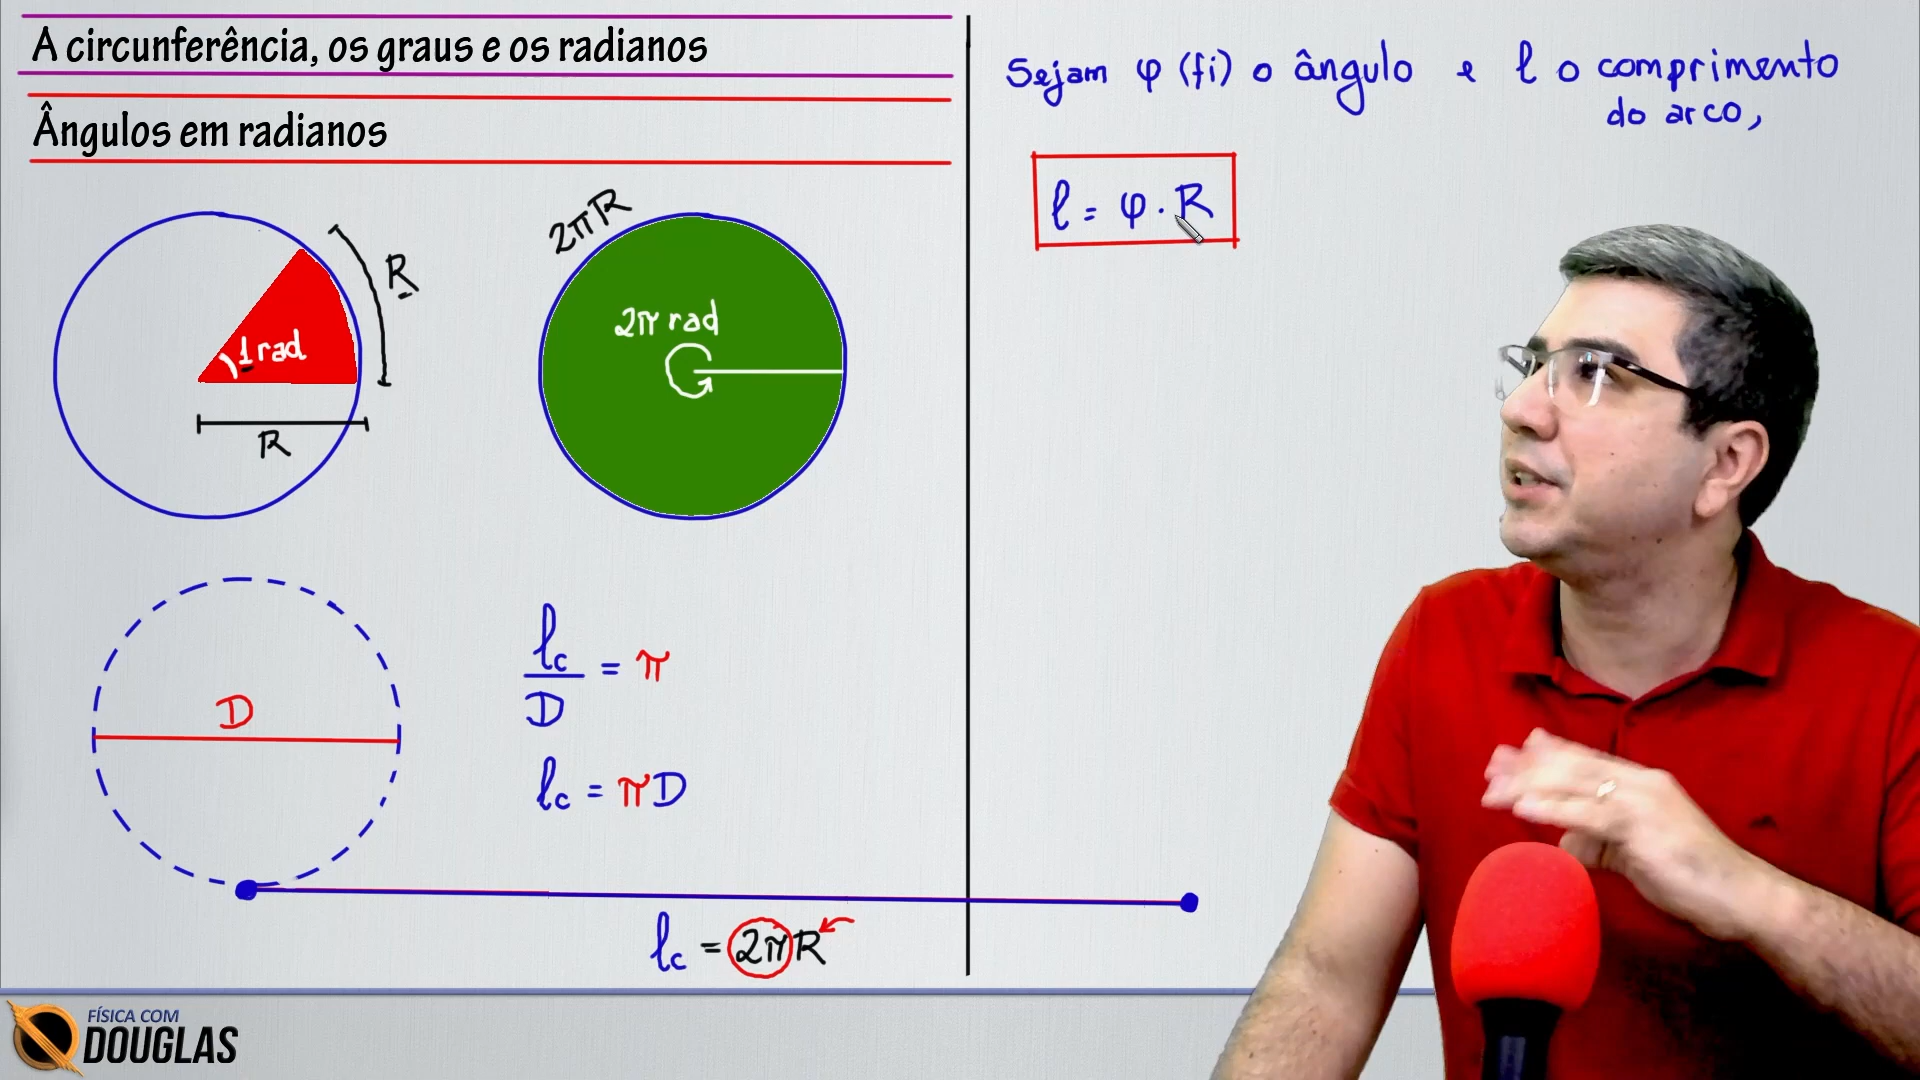 A circunferência, os graus e os radianos
Ângulos em radianos
R
1 rad
R
2πR
2π rad
D
lc/D = π
lc = πD
lc = 2πR
Sejam φ (fi) o ângulo e l o comprimento
do arco,
l = φ · R
FÍSICA COM
DOUGLAS